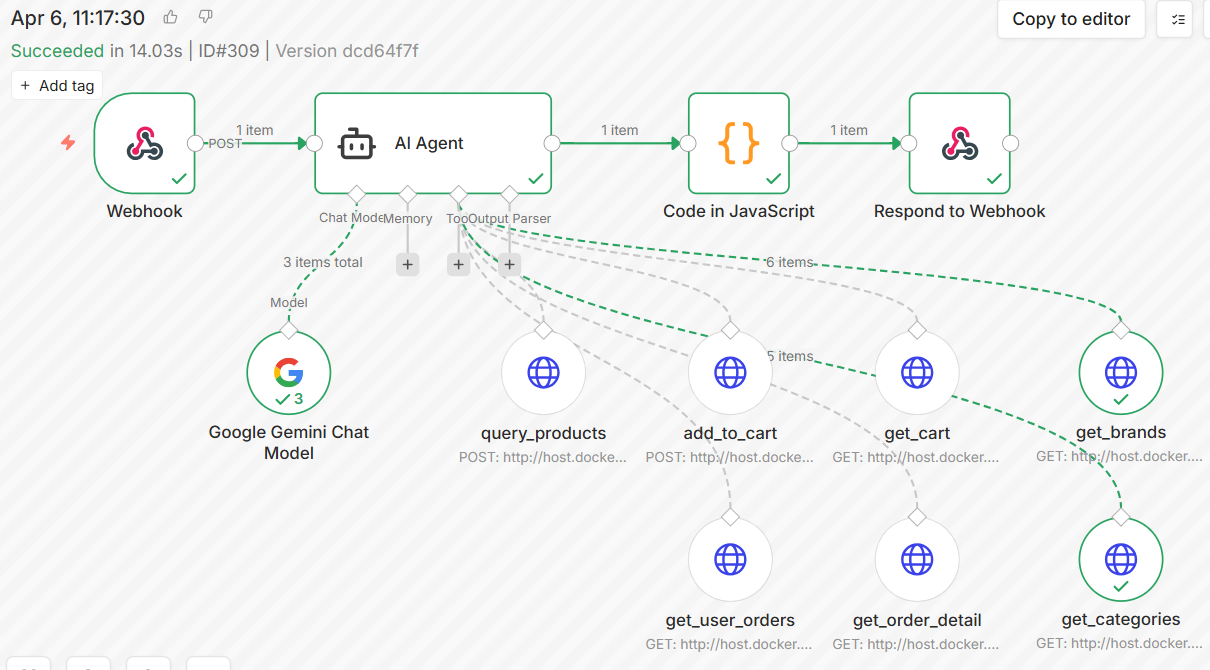 Apr 6, 11:17:30
Copy to editor
Succeeded in 14.03s | ID#309 | Version dcd64f7f
+ Add tag
POST
1 item
AI Agent
1 item
{}
1 item
Webhook
Code in JavaScript
Respond to Webhook
Chat Mode
Memory
Too
Output Parser
3 items total
6 items
Model
5 items
3
Google Gemini Chat
Model
query_products
POST: http://host.docke...
add_to_cart
POST: http://host.docke...
get_cart
GET: http://host.docker....
get_brands
GET: http://host.docker....
get_user_orders
GET: http://host.docker....
get_order_detail
GET: http://host.docker....
get_categories
GET: http://host.docker....